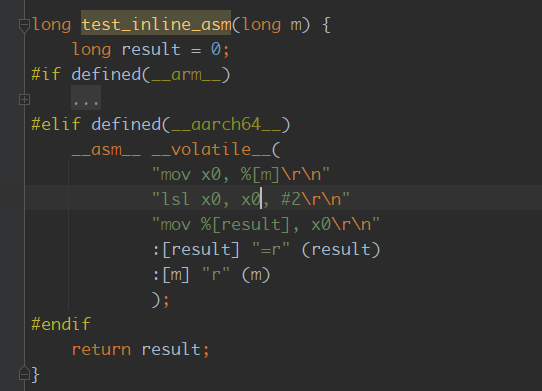 long test_inline_asm(long m) {
    long result = 0;
#if defined(__arm__)
    ...
#elif defined(__aarch64__)
    __asm__ __volatile__(
            "mov x0, %[m]\r\n"
            "lsl x0, x0, #2\r\n"
            "mov %[result], x0\r\n"
            :[result] "=r" (result)
            :[m] "r" (m)
            );
#endif
    return result;
}